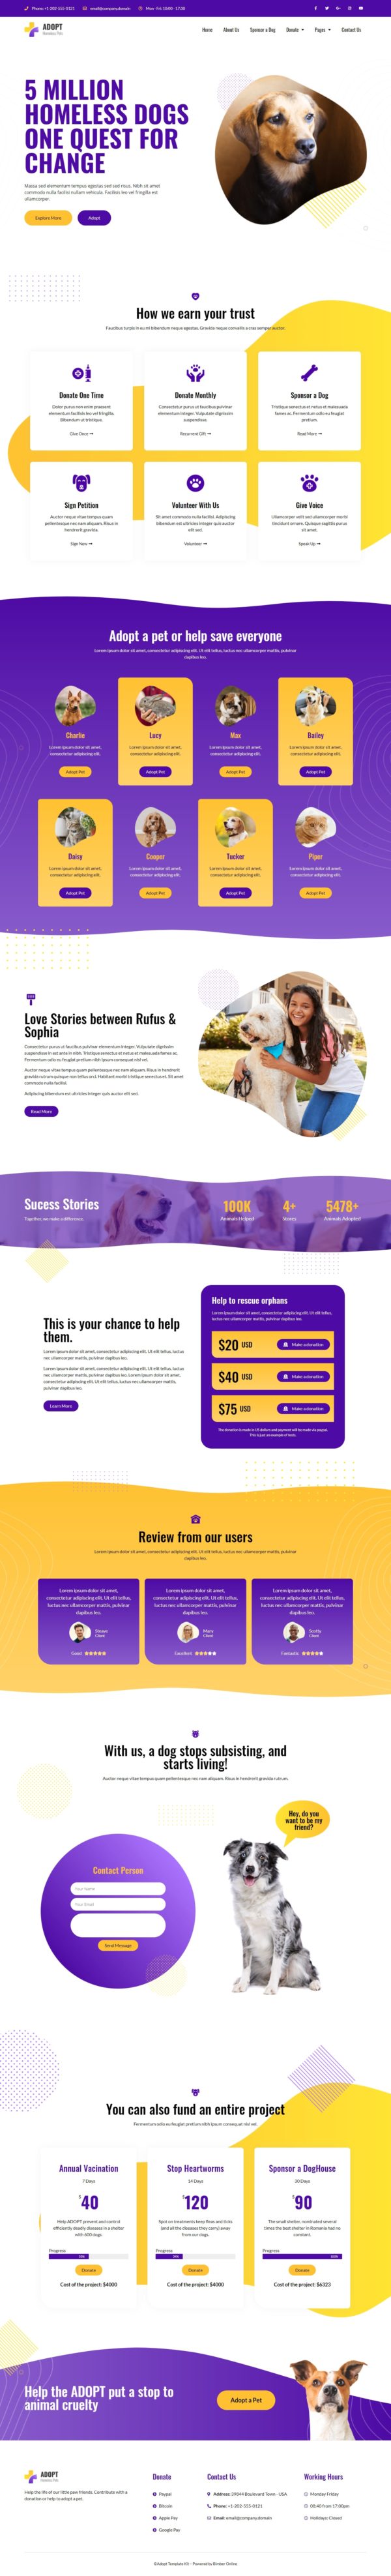 Phone: +1-202-555-0121   email@company.domain   Mon - Fri: 10:00 - 17:00
ADOPT
Homeless Pets
Home   About Us   Sponsor a Dog   Donate   Pages   Contact Us
5 MILLION
HOMELESS DOGS
ONE QUEST FOR
CHANGE
Massa sed elementum tempus egestas sed sed risus. Nibh sit amet
commodo nulla facilisi nullam vehicula. Facilisis leo vel fringilla est
ullamcorper.
Explore More   Adopt
How we earn your trust
Faucibus turpis in eu mi bibendum neque egestas. Gravida neque convallis a cras semper auctor.
Donate One Time
Dolor purus non enim praesent
elementum facilisis leo vel fringilla.
Bibendum ut tristique.
Give Once
Donate Monthly
Consectetur purus ut faucibus pulvinar
elementum integer. Vulputate dignissim
suspendisse.
Recurrent Gift
Sponsor a Dog
Tristique senectus et netus et malesuada
fames ac. Fermentum odio eu feugiat
pretium.
Read More
Sign Petition
Auctor neque vitae tempus quam
pellentesque nec nam aliquam. Risus in
hendrerit gravida.
Sign Now
Volunteer With Us
Sit amet commodo nulla facilisi. Adipiscing
bibendum est ultricies integer quis auctor
elit sed.
Volunteer
Give Voice
Ullamcorper velit sed ullamcorper morbi
tincidunt ornare. Quisque sagittis purus
sit amet.
Speak Up
Adopt a pet or help save everyone
Lorem ipsum dolor sit amet, consectetur adipiscing elit. Ut elit tellus, luctus nec ullamcorper mattis, pulvinar
dapibus leo.
Charlie
Lorem ipsum dolor sit amet,
consectetur adipiscing elit.
Adopt Pet
Lucy
Lorem ipsum dolor sit amet,
consectetur adipiscing elit.
Adopt Pet
Max
Lorem ipsum dolor sit amet,
consectetur adipiscing elit.
Adopt Pet
Bailey
Lorem ipsum dolor sit amet,
consectetur adipiscing elit.
Adopt Pet
Daisy
Lorem ipsum dolor sit amet,
consectetur adipiscing elit.
Adopt Pet
Cooper
Lorem ipsum dolor sit amet,
consectetur adipiscing elit.
Adopt Pet
Tucker
Lorem ipsum dolor sit amet,
consectetur adipiscing elit.
Adopt Pet
Piper
Lorem ipsum dolor sit amet,
consectetur adipiscing elit.
Adopt Pet
Love Stories between Rufus &
Sophia
Consectetur purus ut faucibus pulvinar elementum integer. Vulputate dignissim
suspendisse in est ante in nibh. Tristique senectus et netus et malesuada fames ac.
Fermentum odio eu feugiat pretium nibh ipsum consequat nisl vel.
Auctor neque vitae tempus quam pellentesque nec nam aliquam. Risus in hendrerit
gravida rutrum quisque non tellus orci. Habitant morbi tristique senectus et. Sit amet
commodo nulla facilisi
Adipiscing bibendum est ultricies integer quis auctor elit sed.
Read More
Sucess Stories
Together, we make a difference.
100K
Animals Helped
4+
Stores
5478+
Animals Adopted
This is your chance to help
them.
Lorem ipsum dolor sit amet, consectetur adipiscing elit. Ut elit tellus, luctus
nec ullamcorper mattis, pulvinar dapibus leo.
Lorem ipsum dolor sit amet, consectetur adipiscing elit. Ut elit tellus, luctus nec
ullamcorper mattis, pulvinar dapibus leo. Lorem ipsum dolor sit amet,
consectetur adipiscing elit. Ut elit tellus, luctus nec ullamcorper mattis,
pulvinar dapibus leo.
Learn More
Help to rescue orphans
Lorem ipsum dolor sit amet, consectetur adipiscing elit. Ut elit tellus,
luctus nec ullamcorper mattis, pulvinar dapibus leo.
$20 USD   Make a donation
$40 USD   Make a donation
$75 USD   Make a donation
The donation is made in US dollars and payment will be made via paypal.
This is just an example of texts.
Review from our users
Lorem ipsum dolor sit amet, consectetur adipiscing elit. Ut elit tellus, luctus nec ullamcorper mattis, pulvinar
dapibus leo.
Lorem ipsum dolor sit amet,
consectetur adipiscing elit. Ut elit tellus,
luctus nec ullamcorper mattis, pulvinar
dapibus leo.
Client
Good
Lorem ipsum dolor sit amet,
consectetur adipiscing elit. Ut elit tellus,
luctus nec ullamcorper mattis, pulvinar
dapibus leo.
Mary
Client
Excellent
Lorem ipsum dolor sit amet,
consectetur adipiscing elit. Ut elit tellus,
luctus nec ullamcorper mattis, pulvinar
dapibus leo.
Scotty
Client
Fantastic
With us, a dog stops subsisting, and
starts living!
Auctor neque vitae tempus quam pellentesque nec nam aliquam. Risus in hendrerit gravida rutrum.
Contact Person
Your Name
Your Email
Send Message
Hey, do you
want to be my
friend?
You can also fund an entire project
Fermentum odio eu feugiat pretium nibh ipsum consequat nisl vel.
Annual Vacination
7 Days
$40
Help ADOPT prevent and control
efficiently deadly diseases in a shelter
with 600 dogs.
Progress
Donate
Cost of the project: $4000
Stop Heartworms
14 Days
$120
Spot on treatments keep fleas and ticks
(and all the diseases they carry) away
from our dogs.
Progress
Donate
Cost of the project: $4000
Sponsor a DogHouse
30 Days
$90
The small shelter, nominated several
times the best shelter in Romania had no
constant.
Progress
100%
Donate
Cost of the project: $6323
Help the ADOPT put a stop to
animal cruelty
Adopt a Pet
ADOPT
Homeless Pets
Help the life of our little paw friends, Contribute with a
donation or help to adopt a pet.
Donate
Paypal
Bitcoin
Apple Pay
Google Pay
Contact Us
Address: 24044 Boulevard Town - USA
Phone: +1-202-555-0121
Email: email@company.domain
Working Hours
Monday Friday
08:40 from 17:00pm
Holidays: Closed
©Adopt Template Kit – Powered by Birdsor Online.